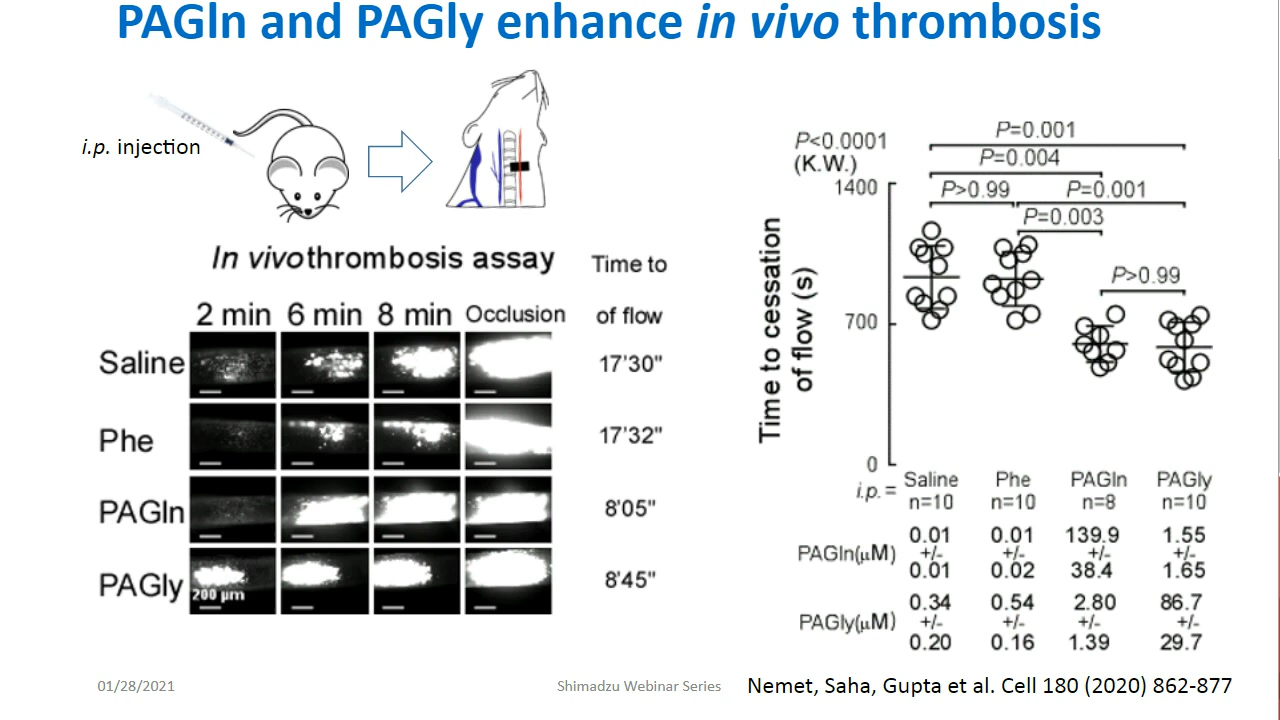 PAGln and PAGly enhance in vivo thrombosis
i.p. injection
In vivothrombosis assay
Time to
of flow
2 min 6 min 8 min Occlusion
Saline 17'30"
Phe 17'32"
PAGln 8'05"
PAGly 8'45"
200 µm
P<0.0001
(K.W.)
P=0.001
P=0.004
P>0.99 P=0.001
P=0.003
P>0.99
Time to cessation
of flow (s)
1400
700
0
i.p.= Saline Phe PAGln PAGly
n=10 n=10 n=8 n=10
PAGln(µM) 0.01 0.01 139.9 1.55
+/- +/- +/- +/-
0.01 0.02 38.4 1.65
PAGly(µM) 0.34 0.54 2.80 86.7
+/- +/- +/- +/-
0.20 0.16 1.39 29.7
01/28/2021
Shimadzu Webinar Series
Nemet, Saha, Gupta et al. Cell 180 (2020) 862-877